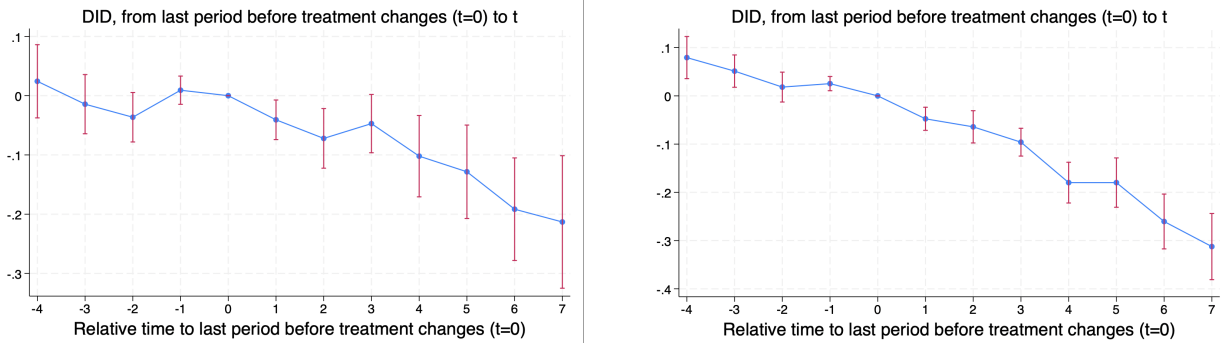 DID, from last period before treatment changes (t=0) to t
.1
0
-.1
-.2
-.3
-4 -3 -2 -1 0 1 2 3 4 5 6 7
Relative time to last period before treatment changes (t=0)
DID, from last period before treatment changes (t=0) to t
.1
0
-.1
-.2
-.3
-.4
-4 -3 -2 -1 0 1 2 3 4 5 6 7
Relative time to last period before treatment changes (t=0)